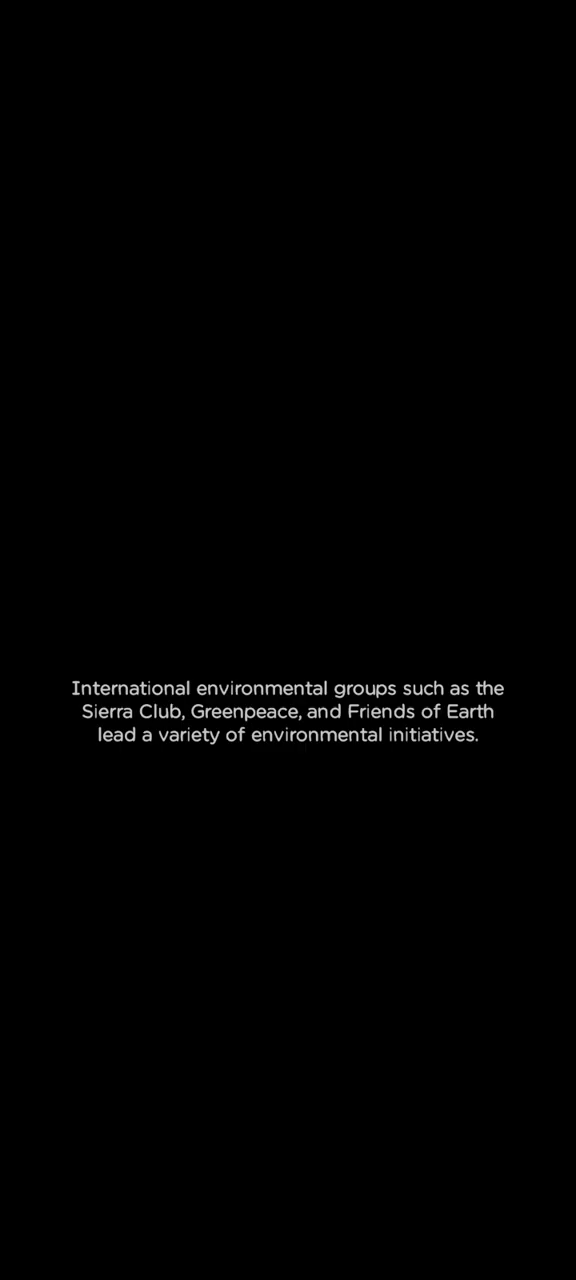 International environmental groups such as the
Sierra Club, Greenpeace, and Friends of Earth
lead a variety of environmental initiatives.